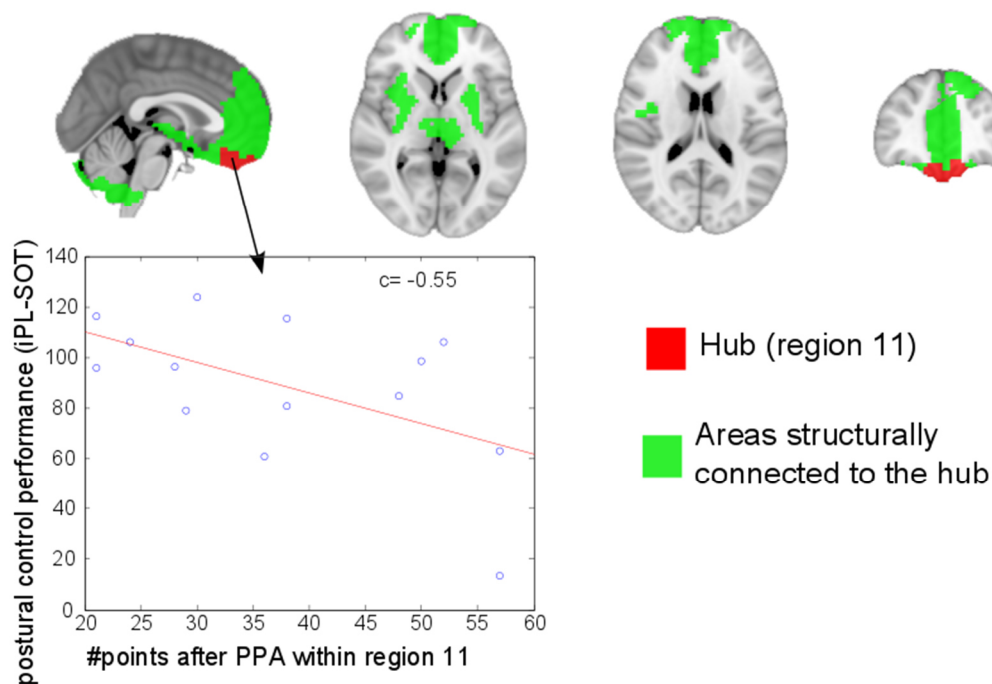 postural control performance (iPL-SOT)
140
120
100
80
60
40
20
0
c= -0.55
20 25 30 35 40 45 50 55 60
#points after PPA within region 11
Hub (region 11)
Areas structurally
connected to the hub